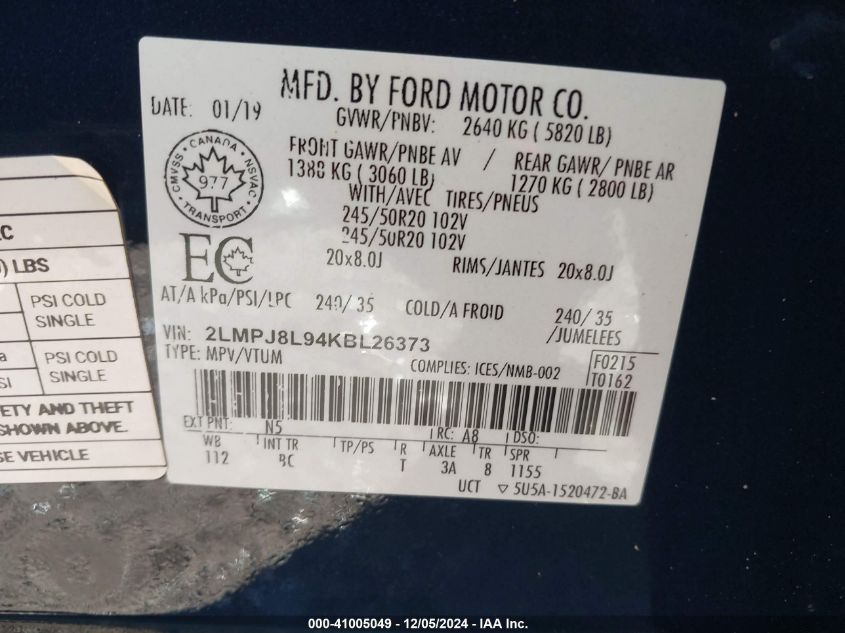 MFD. BY FORD MOTOR CO.
DATE: 01/19
GVWR/PNBV: 2640 KG ( 5820 LB)
FRONT GAWR/PNBE AV / REAR GAWR/ PNBE AR
1388 KG ( 3060 LB) 1270 KG ( 2800 LB)
WITH/AVEC TIRES/PNEUS
245/50R20 102V
245/50R20 102V
20x8.0J RIMS/JANTES 20x8.0J
CANADA
CMVSS NSVAC
977
TRANSPORT
EC
AT/A kPa/PSI/LPC 240/35 COLD/A FROID 240/35
/JUMELEES
VIN: 2LMPJ8L94KBL26373
TYPE: MPV/VTUM
COMPLIES: ICES/NMB-002
F0215
T0162
EXT PNT: N5 RC: A8 DSO:
WB INT TR TP/PS R AXLE TR SPR
112 BC T 3A 8 1155
UCT ▽ 5U5A-1520472-BA
C
) LBS
PSI COLD
SINGLE
a PSI COLD
SI SINGLE
ETY AND THEFT
SHOWN ABOVE.
SE VEHICLE
000-41005049 - 12/05/2024 - IAA Inc.